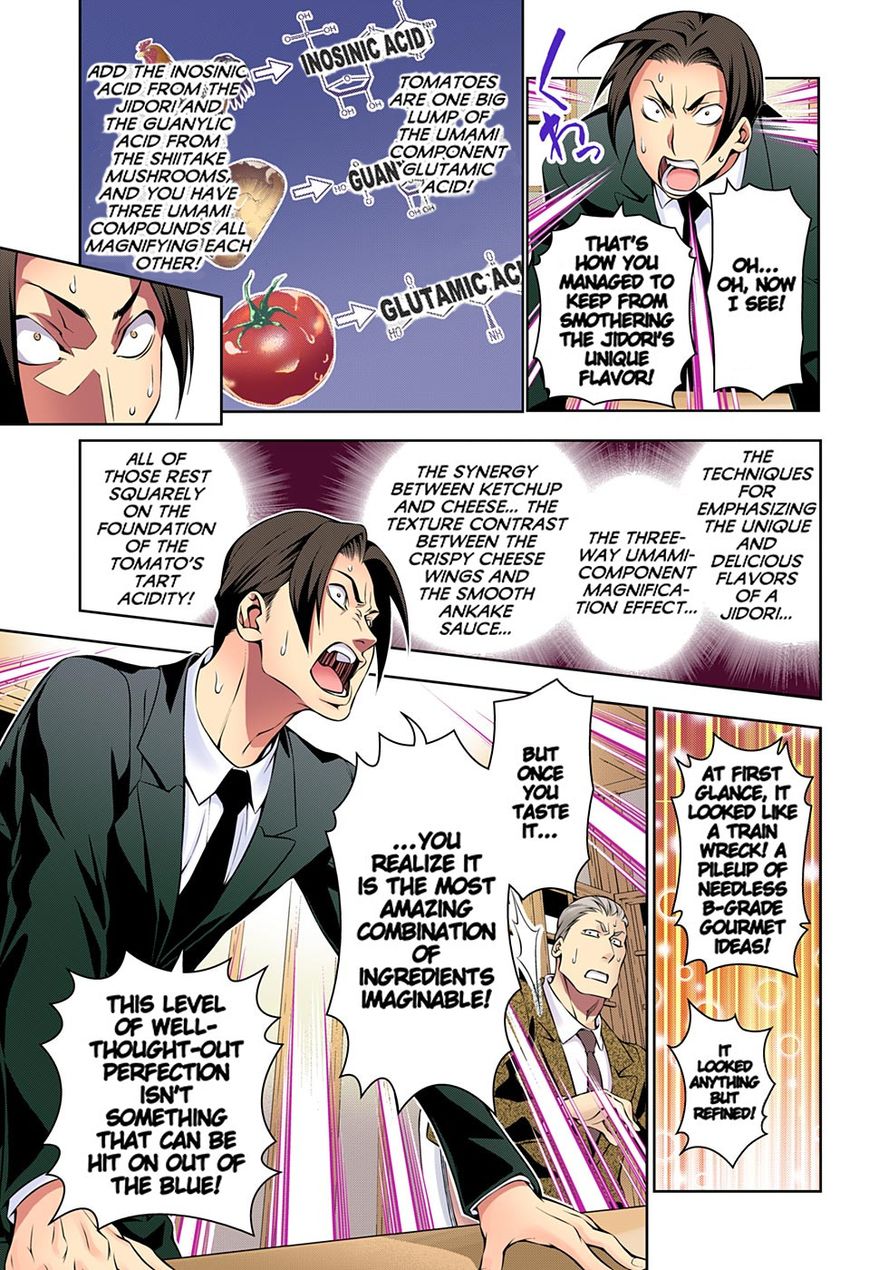 OH...
OH, NOW
I SEE!
THAT'S
HOW YOU
MANAGED TO
KEEP FROM
SMOTHERING
THE JIDORI'S
UNIQUE
FLAVOR!
くわっ
TOMATOES
ARE ONE BIG
LUMP OF
THE UMAMI
COMPONENT
GLUTAMIC
ACID!
INOSINIC ACID
GUAN
GLUTAMIC AC
HO
NH
ADD THE INOSINIC
ACID FROM THE
JIDORI AND
THE GUANYLIC
ACID FROM
THE SHIITAKE
MUSHROOMS,
AND YOU HAVE
THREE UMAMI
COMPOUNDS ALL
MAGNIFYING EACH
OTHER!
THE
TECHNIQUES
FOR
EMPHASIZING
THE UNIQUE
AND
DELICIOUS
FLAVORS
OF A
JIDORI...
THE THREE-
WAY UMAMI-
COMPONENT
MAGNIFICA-
TION EFFECT...
THE SYNERGY
BETWEEN KETCHUP
AND CHEESE... THE
TEXTURE CONTRAST
BETWEEN THE
CRISPY CHEESE
WINGS AND
THE SMOOTH
ANKAKE
SAUCE...
ALL OF
THOSE REST
SQUARELY
ON THE
FOUNDATION
OF THE
TOMATO'S
TART
ACIDITY!
AT FIRST
GLANCE, IT
LOOKED LIKE
A TRAIN
WRECK! A
PILEUP OF
NEEDLESS
B-GRADE
GOURMET
IDEAS!
IT
LOOKED
ANYTHING
BUT
REFINED!
BUT
ONCE
YOU
TASTE
IT...
...YOU
REALIZE IT
IS THE MOST
AMAZING
COMBINATION
OF
INGREDIENTS
IMAGINABLE!
THIS LEVEL
OF WELL-
THOUGHT-OUT
PERFECTION
ISN'T
SOMETHING
THAT CAN BE
HIT ON OUT OF
THE BLUE!